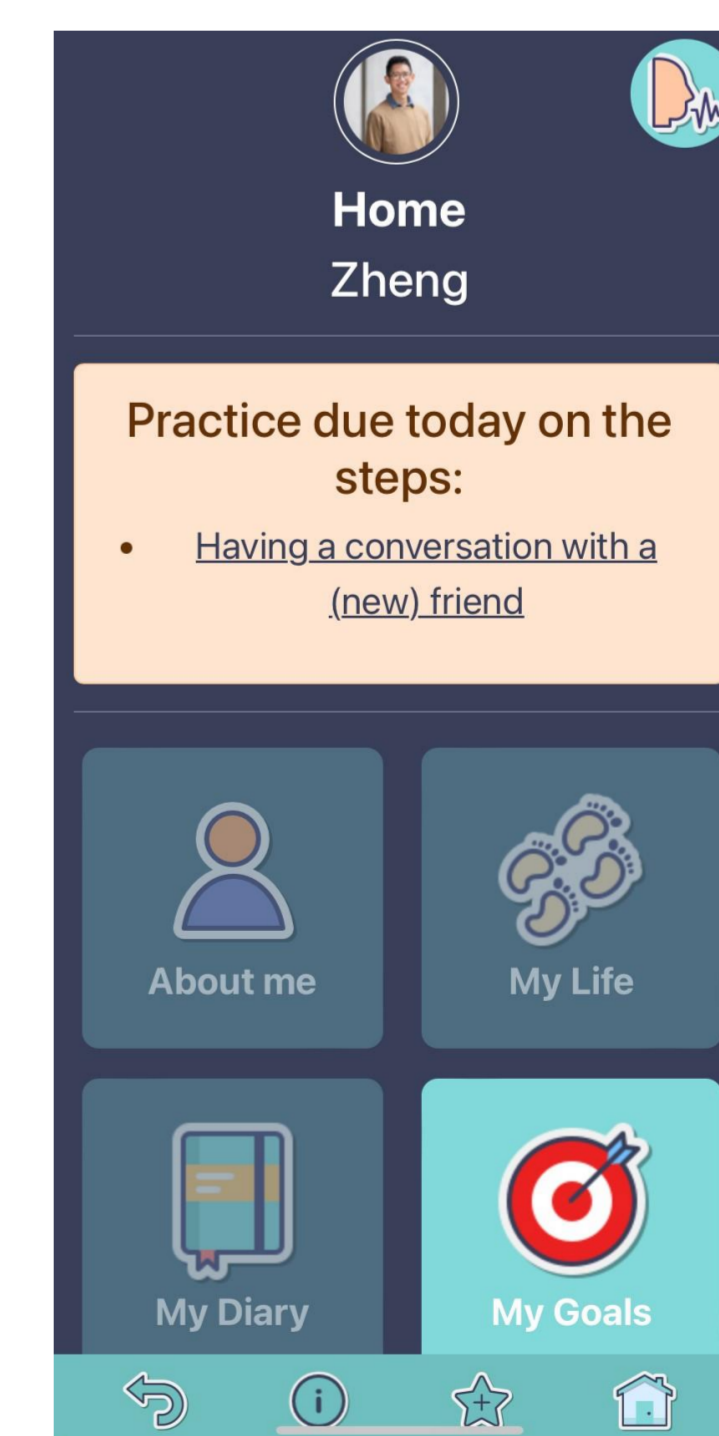 Home
Zheng
Practice due today on the
steps:
• Having a conversation with a
(new) friend
About me
My Life
My Diary
My Goals